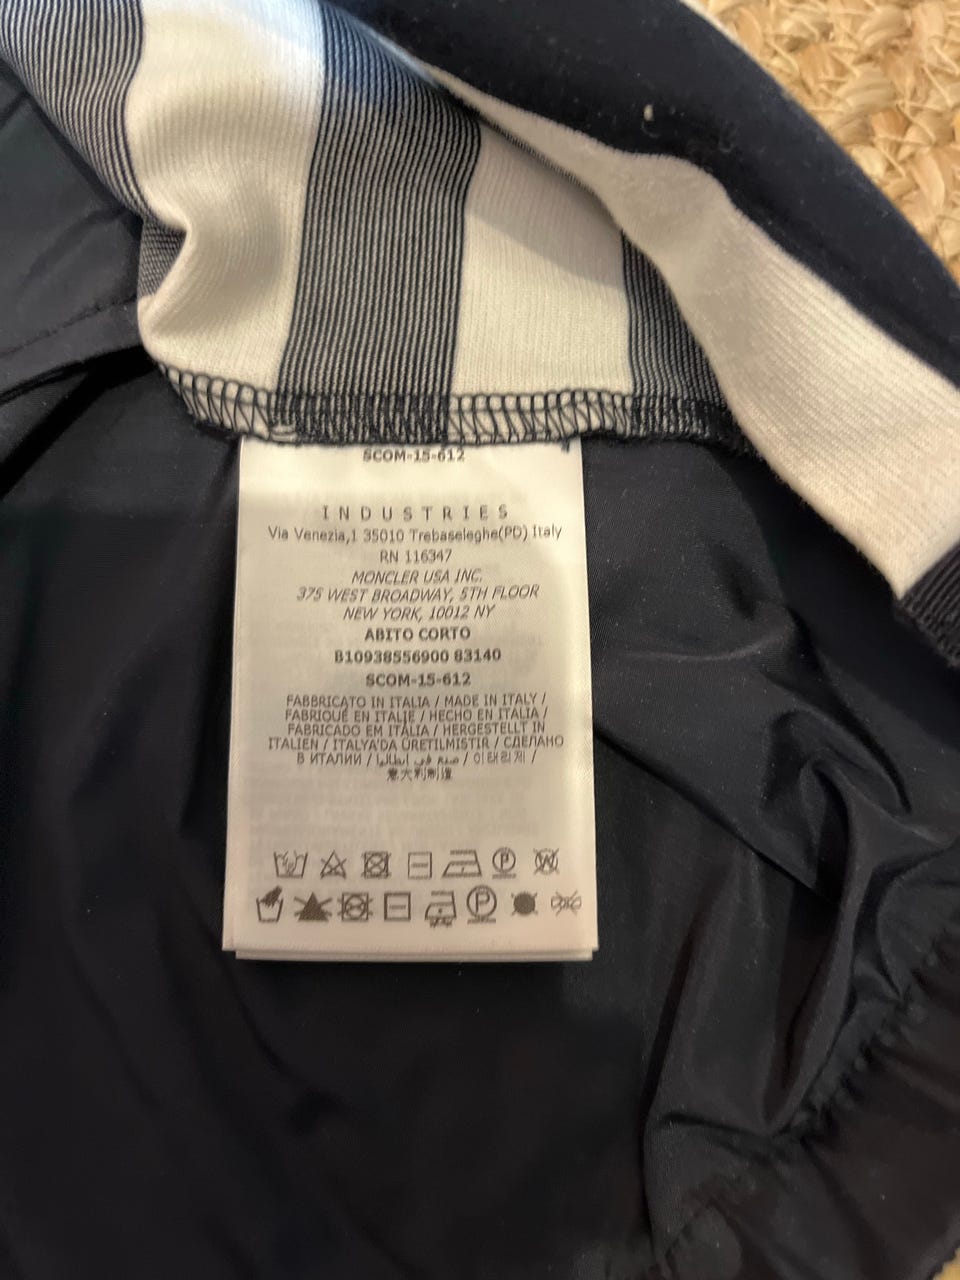 SCOM-15-612
INDUSTRIES
Via Venezia,1 35010 Trebaseleghe(PD) Italy
RN 116347
MONCLER USA INC.
375 WEST BROADWAY, 5TH FLOOR
NEW YORK, 10012 NY
ABITO CORTO
B10938556900 83140
SCOM-15-612
FABBRICATO IN ITALIA / MADE IN ITALY /
FABRIQUÉ EN ITALIE / HECHO EN ITALIA /
FABRICADO EM ITÁLIA / HERGESTELLT IN
ITALIEN / ITALYA'DA ÜRETILMISTIR / СДЕЛАНО
В ИТАЛИИ / صنع في ايطاليا / 이태리제 /
意大利制造
P W
P